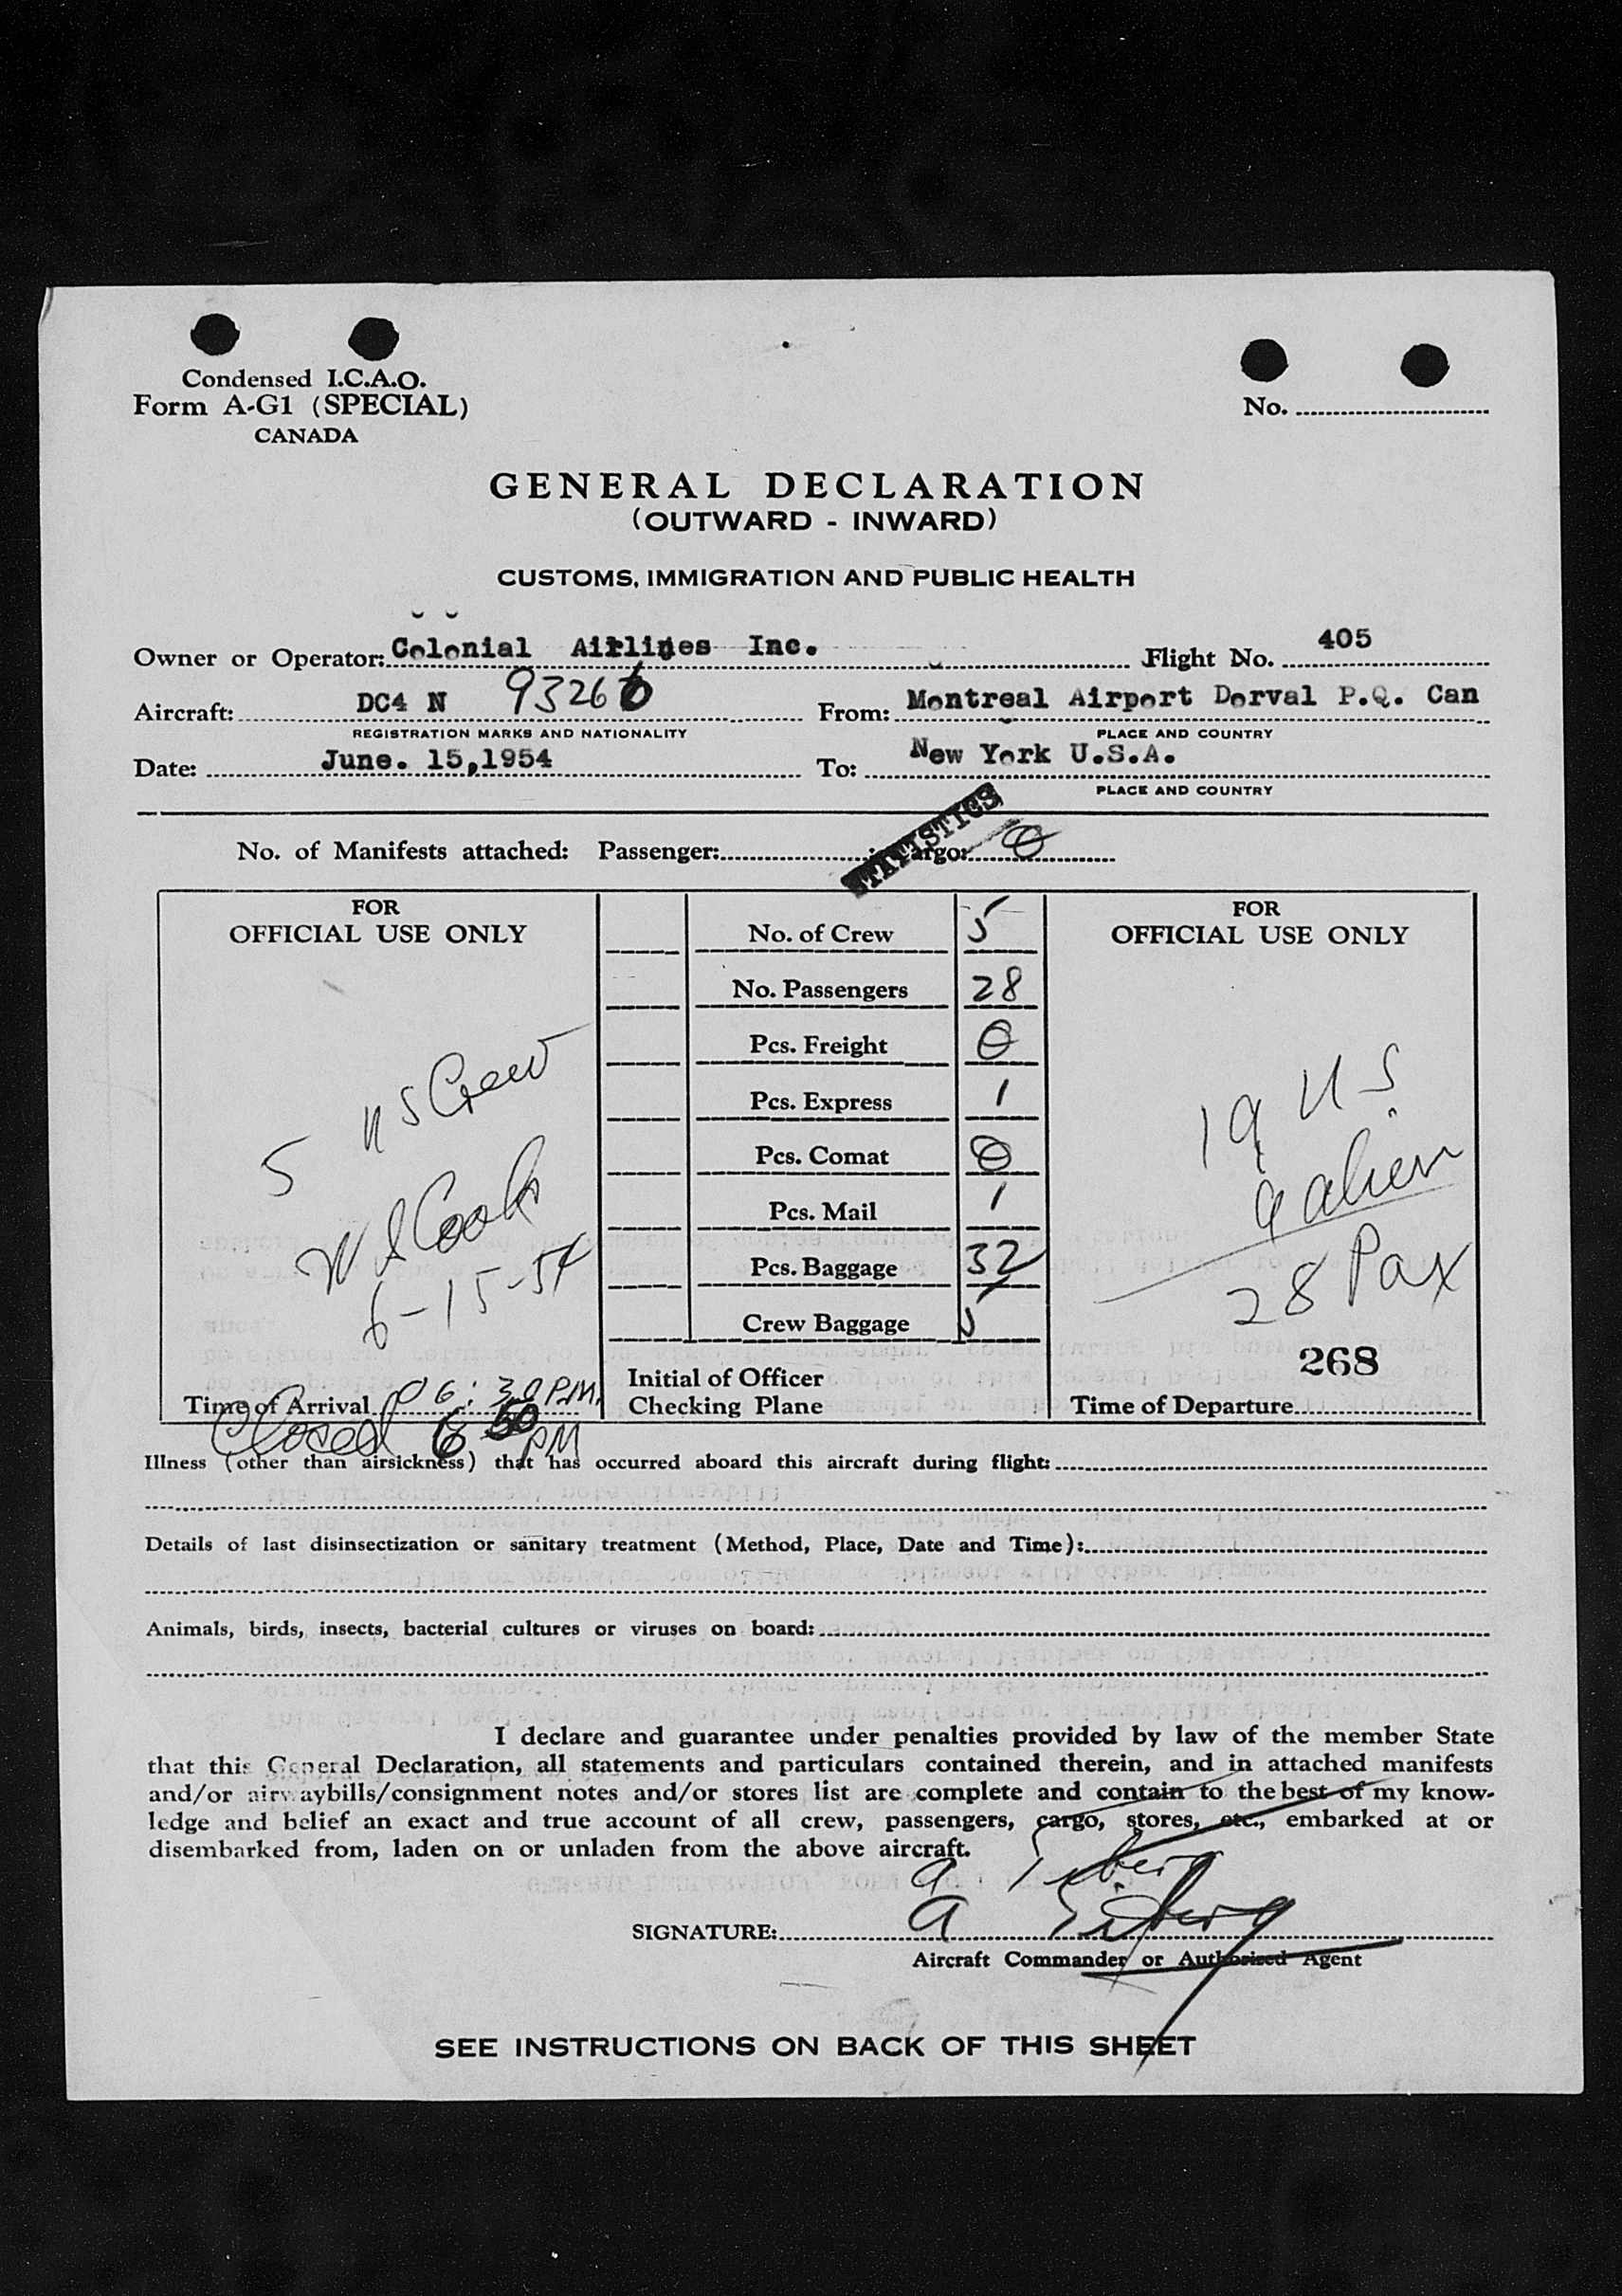 Condensed I.C.A.O.
Form A-G1 (SPECIAL)
CANADA
No.
GENERAL DECLARATION
(OUTWARD - INWARD)
CUSTOMS, IMMIGRATION AND PUBLIC HEALTH
Owner or Operator: Colonial Airlines Inc. Flight No. 405
Aircraft: DC4 N 93266 From: Montreal Airport Dorval P.Q. Can
REGISTRATION MARKS AND NATIONALITY PLACE AND COUNTRY
Date: June. 15,1954 To: New York U.S.A.
PLACE AND COUNTRY
STATISTICS
No. of Manifests attached: Passenger: Cargo: 0
FOR
OFFICIAL USE ONLY
5 US Crew
W S Cook
6-15-54
Time of Arrival 06:30 P.M.
Closed 6 50 PM
No. of Crew 5
No. Passengers 28
Pcs. Freight 0
Pcs. Express 1
Pcs. Comat 0
Pcs. Mail 1
Pcs. Baggage 32
Crew Baggage 5
Initial of Officer
Checking Plane
FOR
OFFICIAL USE ONLY
19 U.S.
9 alien
28 Pax
268
Time of Departure
Illness (other than airsickness) that has occurred aboard this aircraft during flight:
Details of last disinsectization or sanitary treatment (Method, Place, Date and Time):
Animals, birds, insects, bacterial cultures or viruses on board:
I declare and guarantee under penalties provided by law of the member State
that this General Declaration, all statements and particulars contained therein, and in attached manifests
and/or airwaybills/consignment notes and/or stores list are complete and contain to the best of my know-
ledge and belief an exact and true account of all crew, passengers, cargo, stores, etc., embarked at or
disembarked from, laden on or unladen from the above aircraft.
SIGNATURE: A
Aircraft Commander or Authorised Agent
SEE INSTRUCTIONS ON BACK OF THIS SHEET